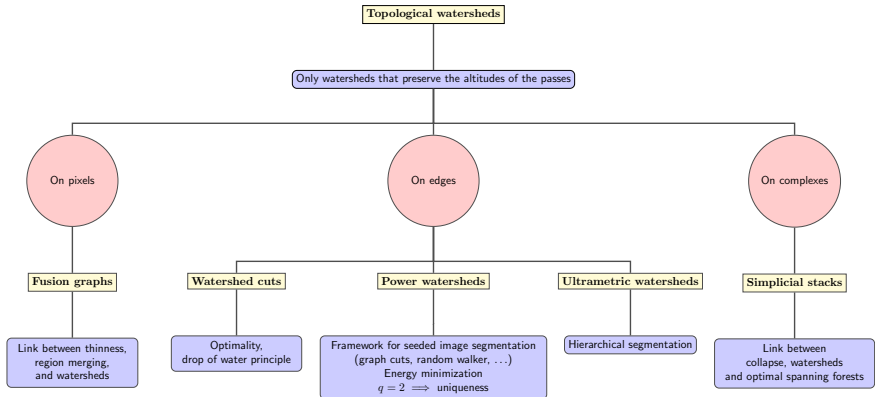 Topological watersheds
Only watersheds that preserve the altitudes of the passes
On pixels
On edges
On complexes
Fusion graphs
Watershed cuts
Power watersheds
Ultrametric watersheds
Simplicial stacks
Link between thinness,
region merging,
and watersheds
Optimality,
drop of water principle
Framework for seeded image segmentation
(graph cuts, random walker, …)
Energy minimization
q = 2 ⟹ uniqueness
Hierarchical segmentation
Link between
collapse, watersheds
and optimal spanning forests